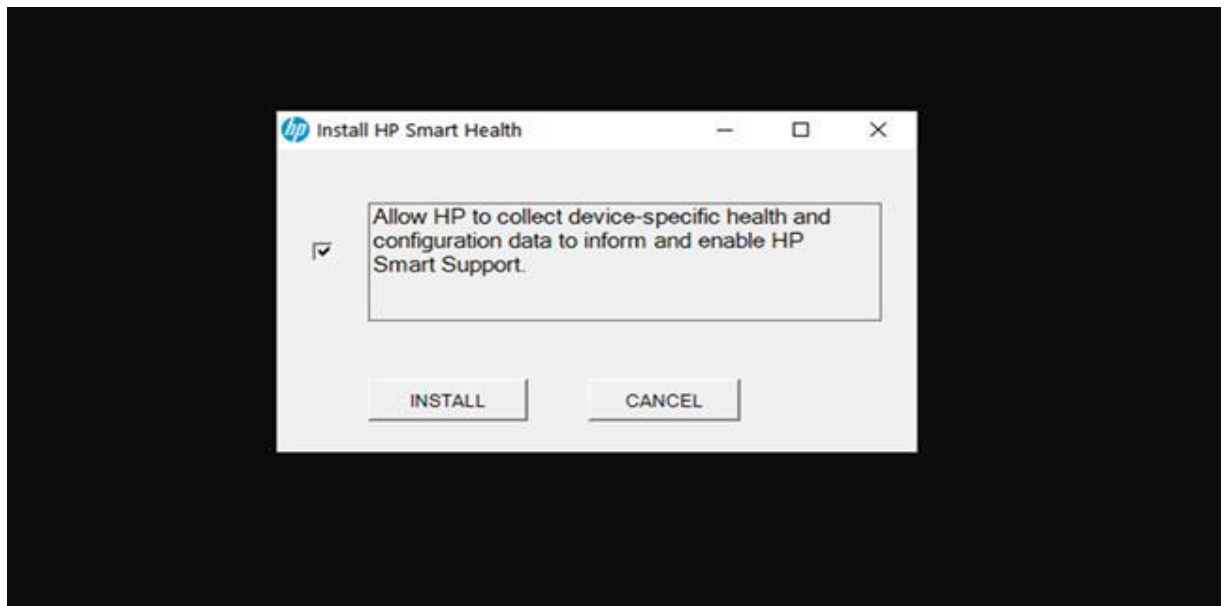 hp Install HP Smart Health
Allow HP to collect device-specific health and
configuration data to inform and enable HP
Smart Support.
INSTALL CANCEL